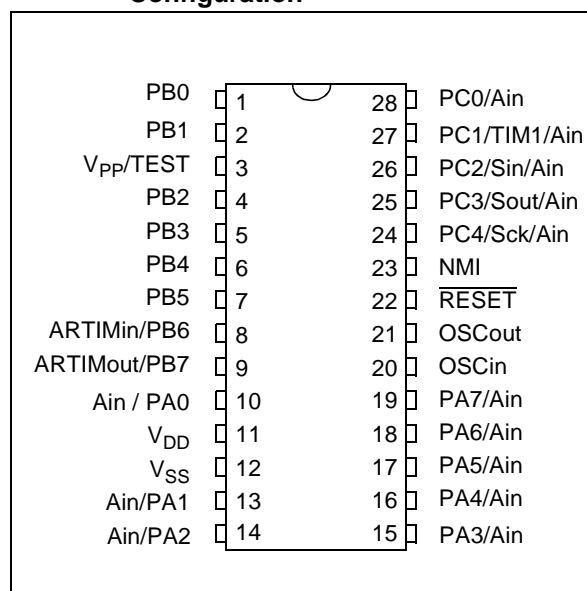 Configuration
PB0 1 28 PC0/Ain
PB1 2 27 PC1/TIM1/Ain
VPP/TEST 3 26 PC2/Sin/Ain
PB2 4 25 PC3/Sout/Ain
PB3 5 24 PC4/Sck/Ain
PB4 6 23 NMI
PB5 7 22 RESET
ARTIMin/PB6 8 21 OSCout
ARTIMout/PB7 9 20 OSCin
Ain / PA0 10 19 PA7/Ain
VDD 11 18 PA6/Ain
VSS 12 17 PA5/Ain
Ain/PA1 13 16 PA4/Ain
Ain/PA2 14 15 PA3/Ain